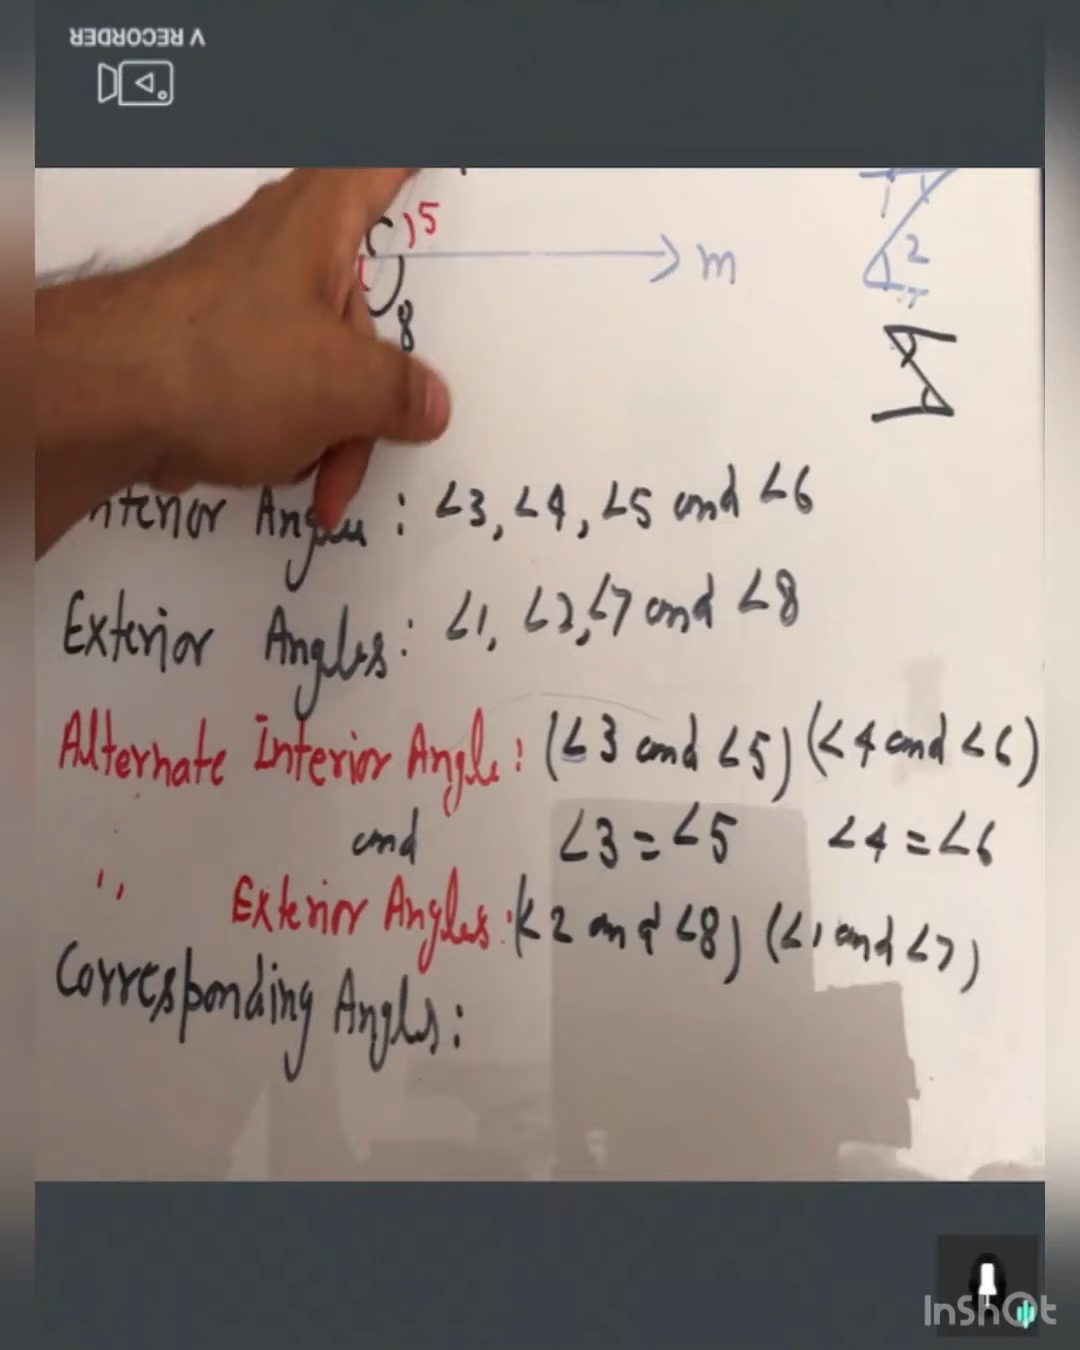 V RECORDER
5
m
8
1
2
Interior Angles : ∠3, ∠4, ∠5 and ∠6
Exterior Angles : ∠1, ∠2, ∠7 and ∠8
Alternate Interior Angle : (∠3 and ∠5) (∠4 and ∠6)
and ∠3 = ∠5 ∠4 = ∠6
" Exterior Angles : (∠2 and ∠8) (∠1 and ∠7)
Corresponding Angles :
InShOt